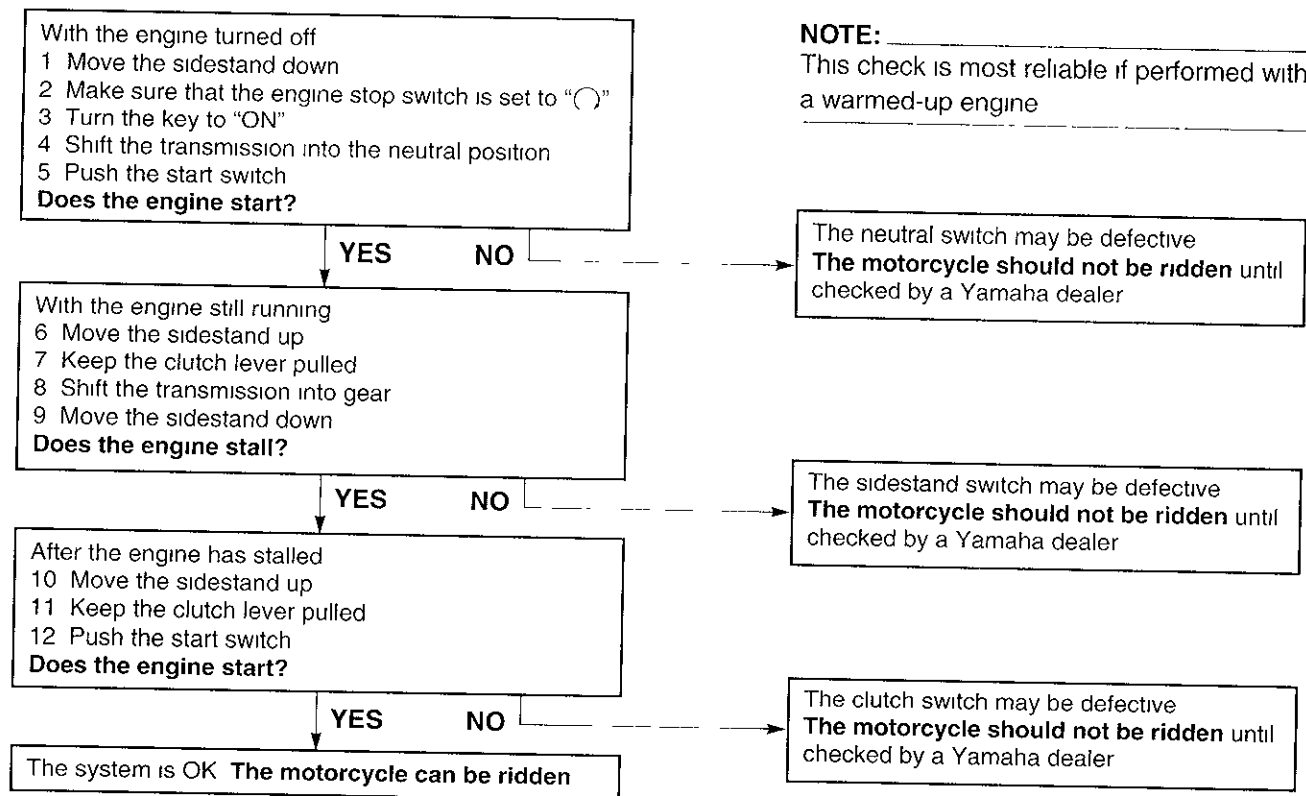 With the engine turned off
1 Move the sidestand down
2 Make sure that the engine stop switch is set to “○”
3 Turn the key to “ON”
4 Shift the transmission into the neutral position
5 Push the start switch
Does the engine start?
NOTE:
This check is most reliable if performed with
a warmed-up engine
YES NO
The neutral switch may be defective
The motorcycle should not be ridden until
checked by a Yamaha dealer
With the engine still running
6 Move the sidestand up
7 Keep the clutch lever pulled
8 Shift the transmission into gear
9 Move the sidestand down
Does the engine stall?
YES NO
The sidestand switch may be defective
The motorcycle should not be ridden until
checked by a Yamaha dealer
After the engine has stalled
10 Move the sidestand up
11 Keep the clutch lever pulled
12 Push the start switch
Does the engine start?
YES NO
The clutch switch may be defective
The motorcycle should not be ridden until
checked by a Yamaha dealer
The system is OK The motorcycle can be ridden